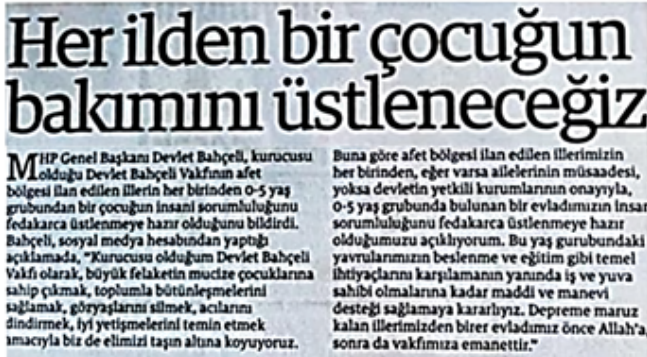 Her ilden bir çocuğun
bakımını üstleneceğiz
MHP Genel Başkanı Devlet Bahçeli, kurucusu
olduğu Devlet Bahçeli Vakfının afet
bölgesi ilan edilen illerin her birinden 0-5 yaş
grubundan bir çocuğun insani sorumluluğunu
fedakarca üstlenmeye hazır olduğunu bildirdi.
Bahçeli, sosyal medya hesabından yaptığı
açıklamada, "Kurucusu olduğum Devlet Bahçeli
Vakfı olarak, büyük felaketin mucize çocuklarına
sahip çıkmak, toplumla bütünleşmelerini
sağlamak, gözyaşlarını silmek, acılarını
dindirmek, iyi yetişmelerini temin etmek
amacıyla biz de elimizi taşın altına koyuyoruz.
Buna göre afet bölgesi ilan edilen illerimizin
her birinden, eğer varsa ailelerinin müsaadesi,
yoksa devletin yetkili kurumlarının onayıyla,
0-5 yaş grubunda bulunan bir evladımızın insani
sorumluluğunu fedakarca üstlenmeye hazır
olduğumuzu açıklıyorum. Bu yaş gurubundaki
yavrularımızın beslenme ve eğitim gibi temel
ihtiyaçlarını karşılamanın yanında iş ve yuva
sahibi olmalarına kadar maddi ve manevi
desteği sağlamaya kararlıyız. Depreme maruz
kalan illerimizden birer evladımız önce Allah'a,
sonra da vakfımıza emanettir."